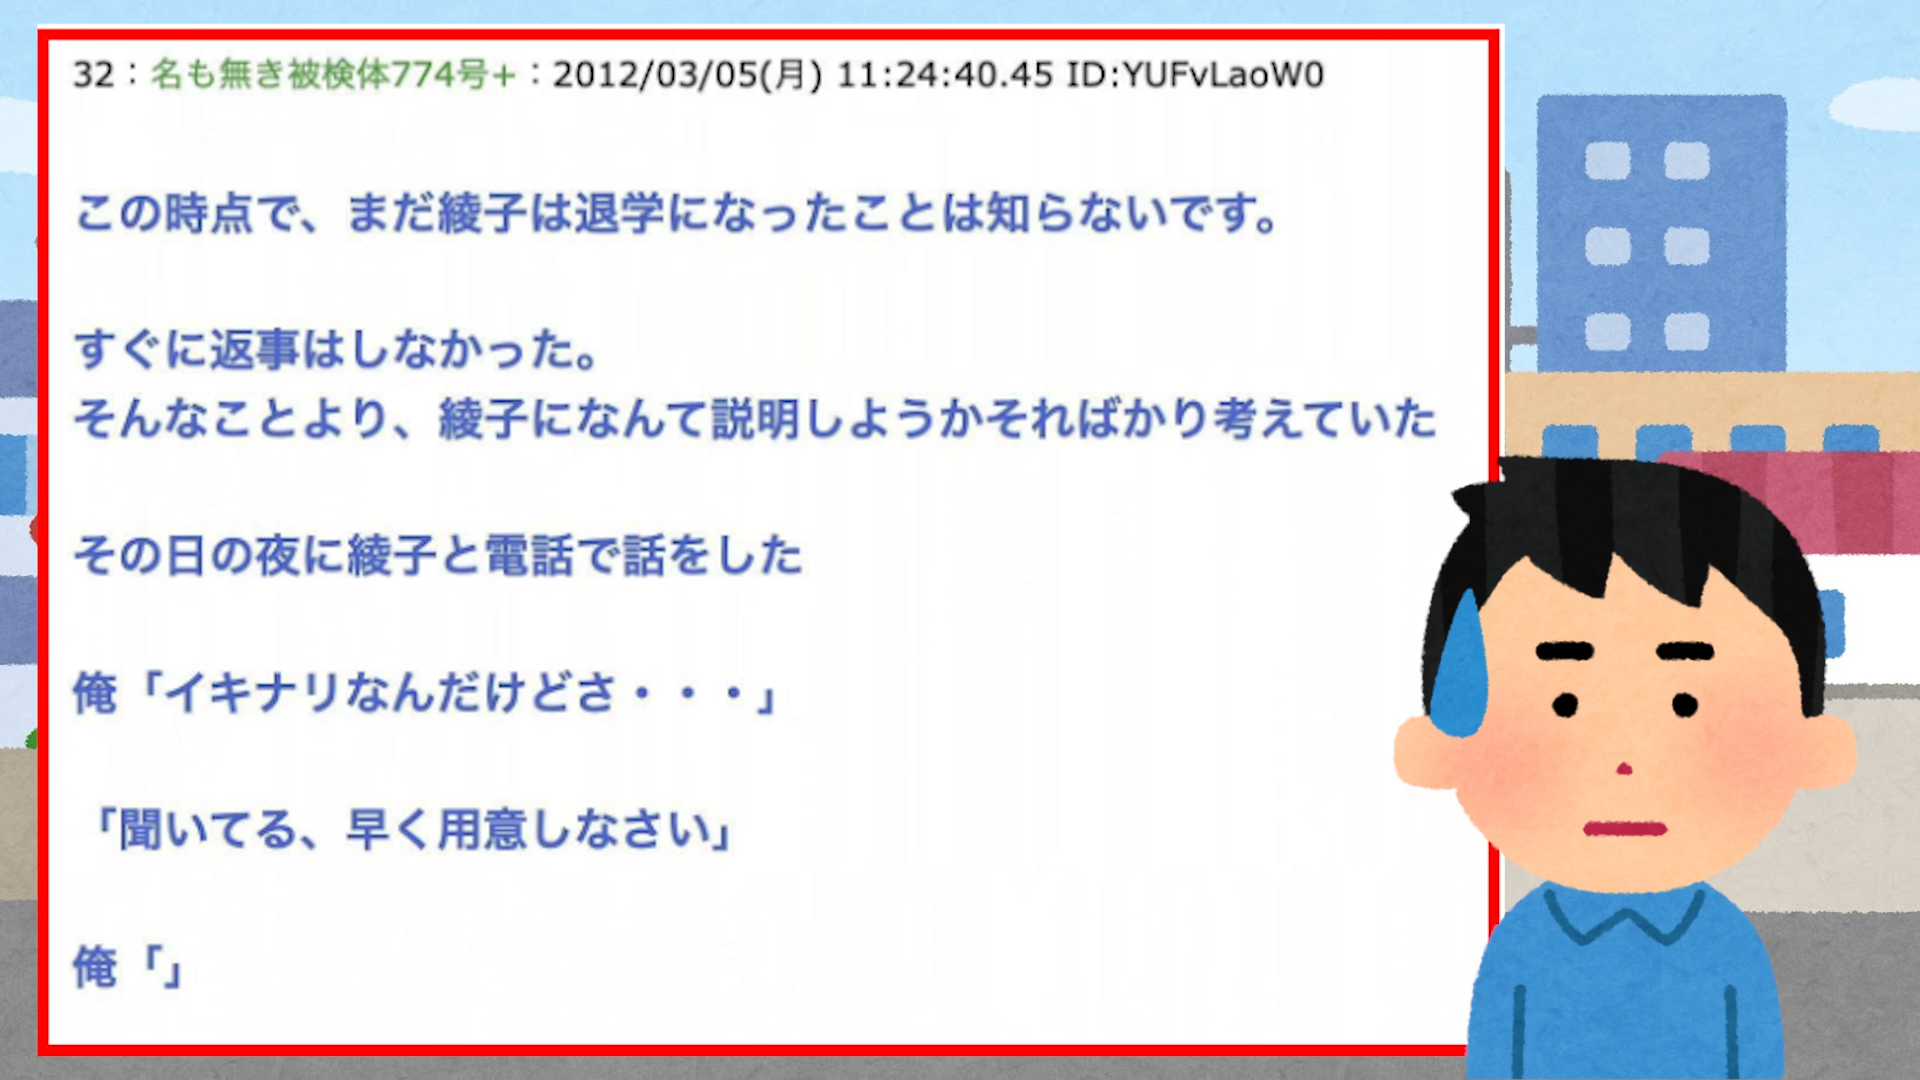 32：名も無き被検体774号+：2012/03/05(月) 11:24:40.45 ID:YUFvLaoW0
この時点で、まだ綾子は退学になったことは知らないです。
すぐに返事はしなかった。
そんなことより、綾子になんて説明しようかそればかり考えていた
その日の夜に綾子と電話で話をした
俺「イキナリなんだけどさ・・・」
「聞いてる、早く用意しなさい」
俺「」